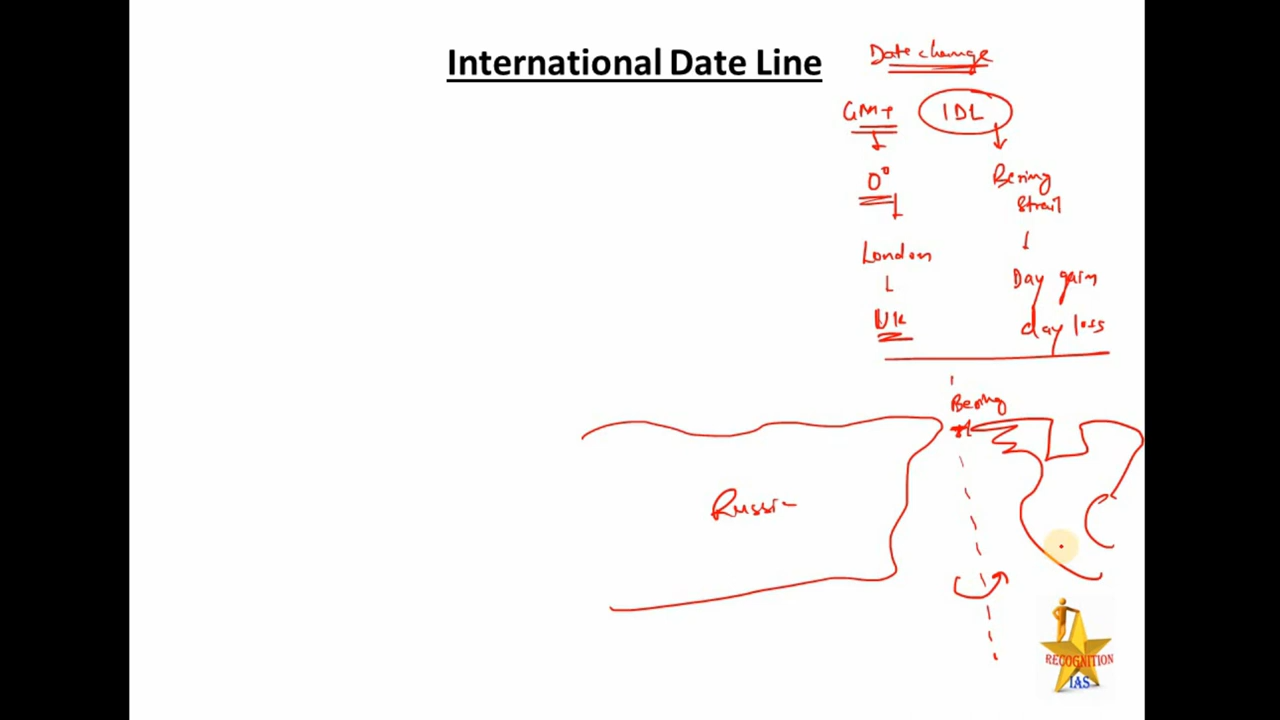 International Date Line
Date change
GMT IDL
0°
Bering
Strait
London
Day gain
UK
day loss
Bering
Russia
RECOGNITION
IAS